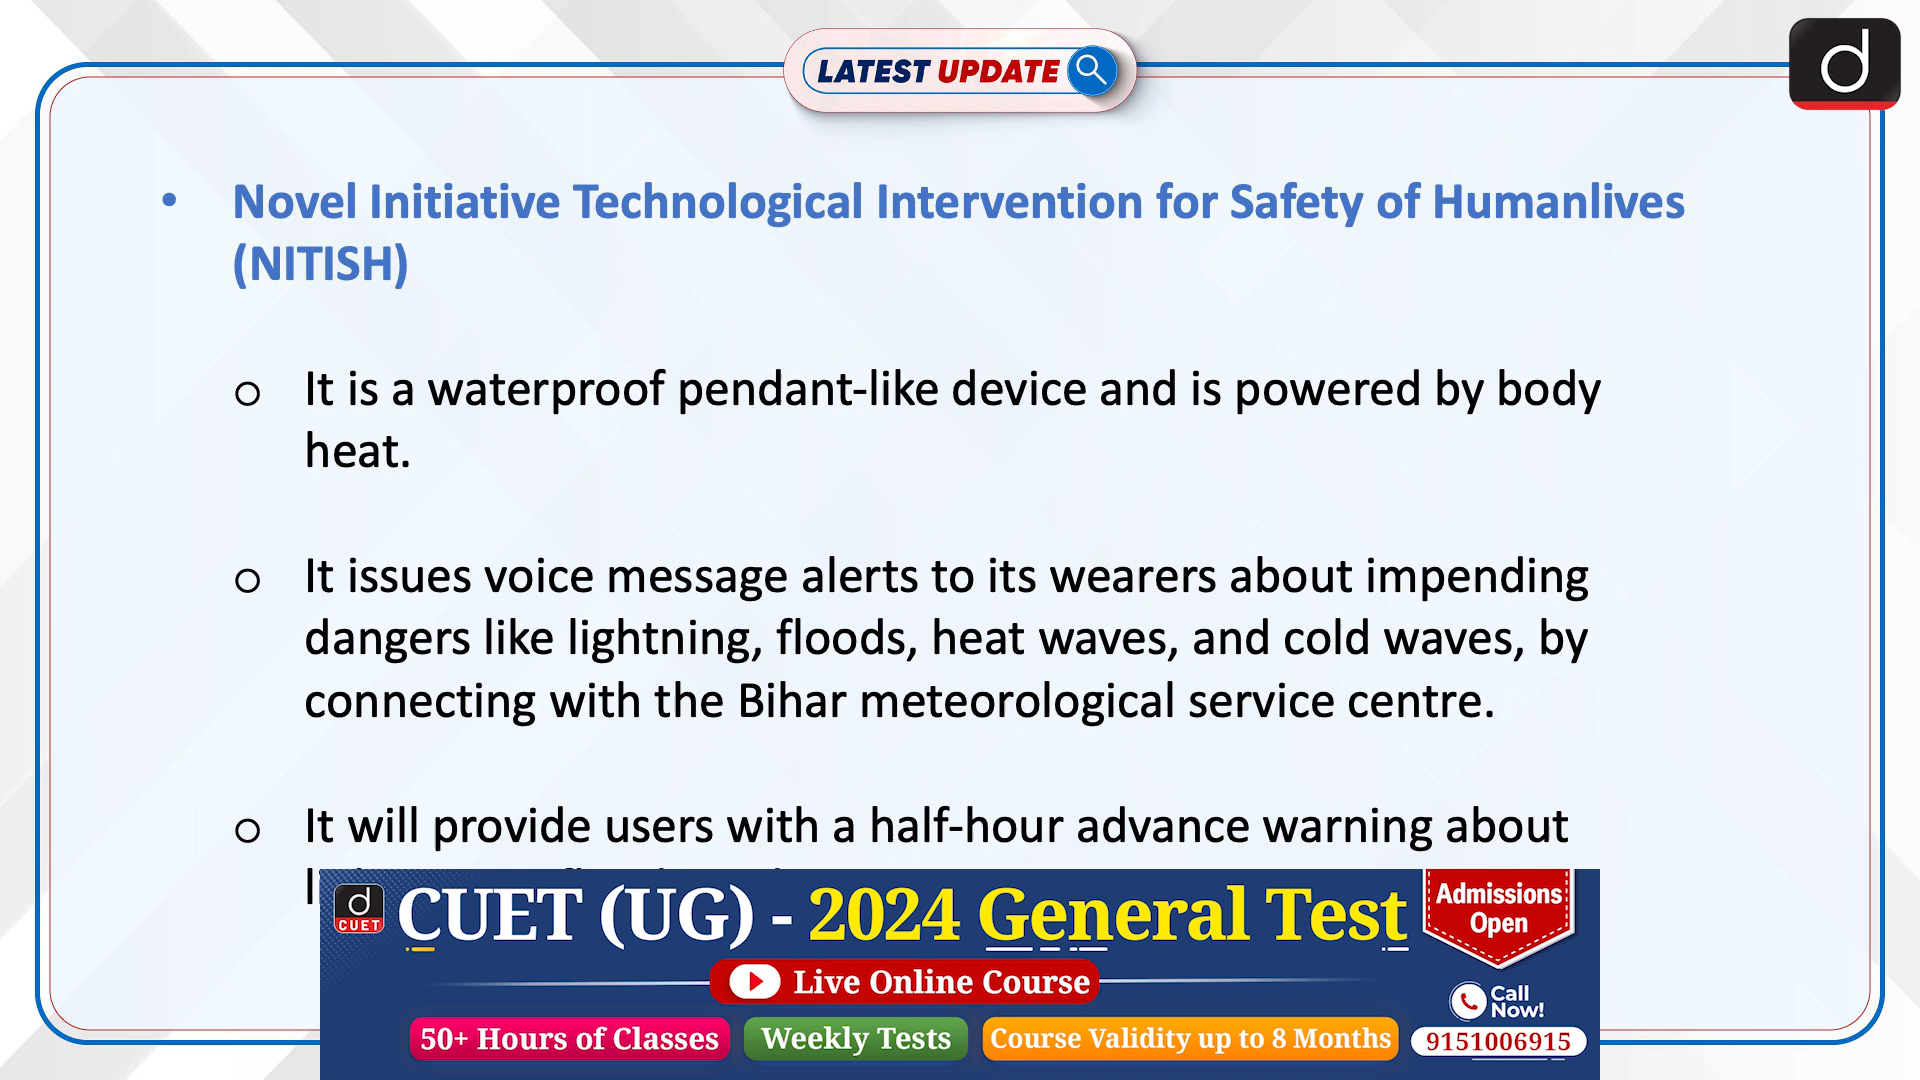 LATEST UPDATE
d
• Novel Initiative Technological Intervention for Safety of Humanlives
(NITISH)
o It is a waterproof pendant-like device and is powered by body
heat.
o It issues voice message alerts to its wearers about impending
dangers like lightning, floods, heat waves, and cold waves, by
connecting with the Bihar meteorological service centre.
o It will provide users with a half-hour advance warning about
d
CUET
CUET (UG) - 2024 General Test
Admissions
Open
Live Online Course
Call
Now!
50+ Hours of Classes
Weekly Tests
Course Validity up to 8 Months
9151006915